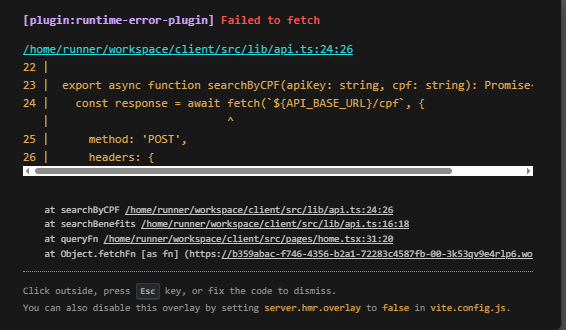 [plugin:runtime-error-plugin] Failed to fetch
/home/runner/workspace/client/src/lib/api.ts:24:26
22 |
23 |  export async function searchByCPF(apiKey: string, cpf: string): Promise<
24 |    const response = await fetch(`${API_BASE_URL}/cpf`, {
   |                           ^
25 |      method: 'POST',
26 |      headers: {
at searchByCPF /home/runner/workspace/client/src/lib/api.ts:24:26
at searchBenefits /home/runner/workspace/client/src/lib/api.ts:16:18
at queryFn /home/runner/workspace/client/src/pages/home.tsx:31:20
at Object.fetchFn [as fn] (https://b359abac-f746-4356-b2a1-72283c4587fb-00-3k53qv9e4rlp6.wo
Click outside, press Esc key, or fix the code to dismiss.
You can also disable this overlay by setting server.hmr.overlay to false in vite.config.js.